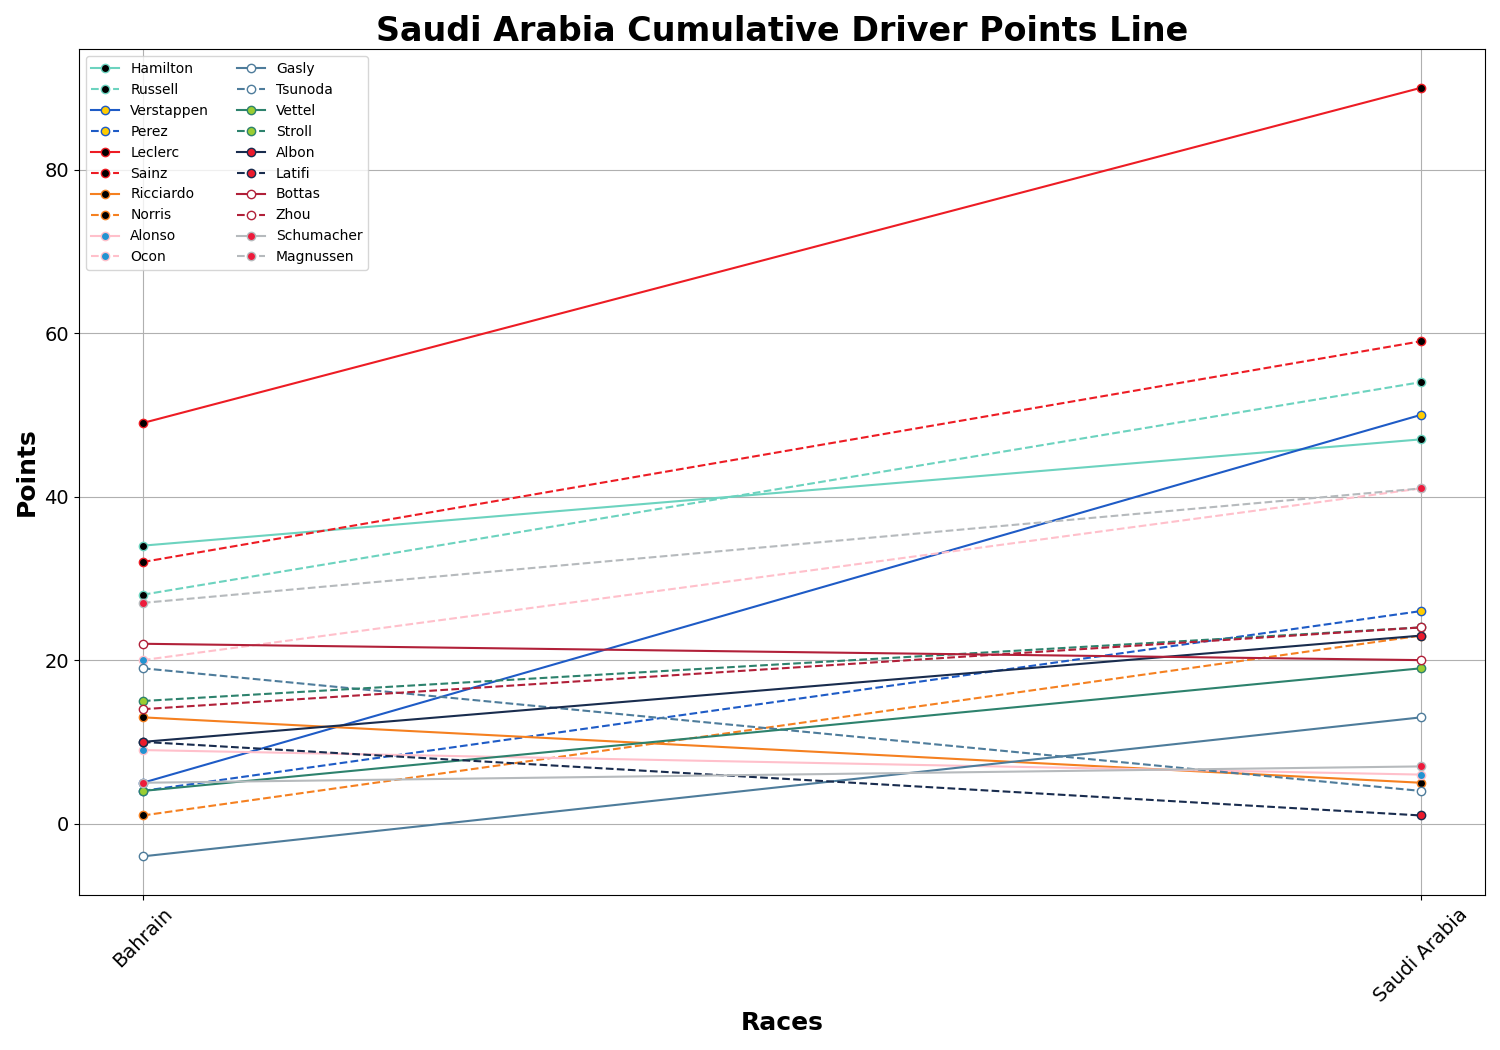 Saudi Arabia Cumulative Driver Points Line
Hamilton
Russell
Verstappen
Perez
Leclerc
Sainz
Ricciardo
Norris
Alonso
Ocon
Gasly
Tsunoda
Vettel
Stroll
Albon
Latifi
Bottas
Zhou
Schumacher
Magnussen
80
60
40
20
0
Points
Bahrain
Saudi Arabia
Races